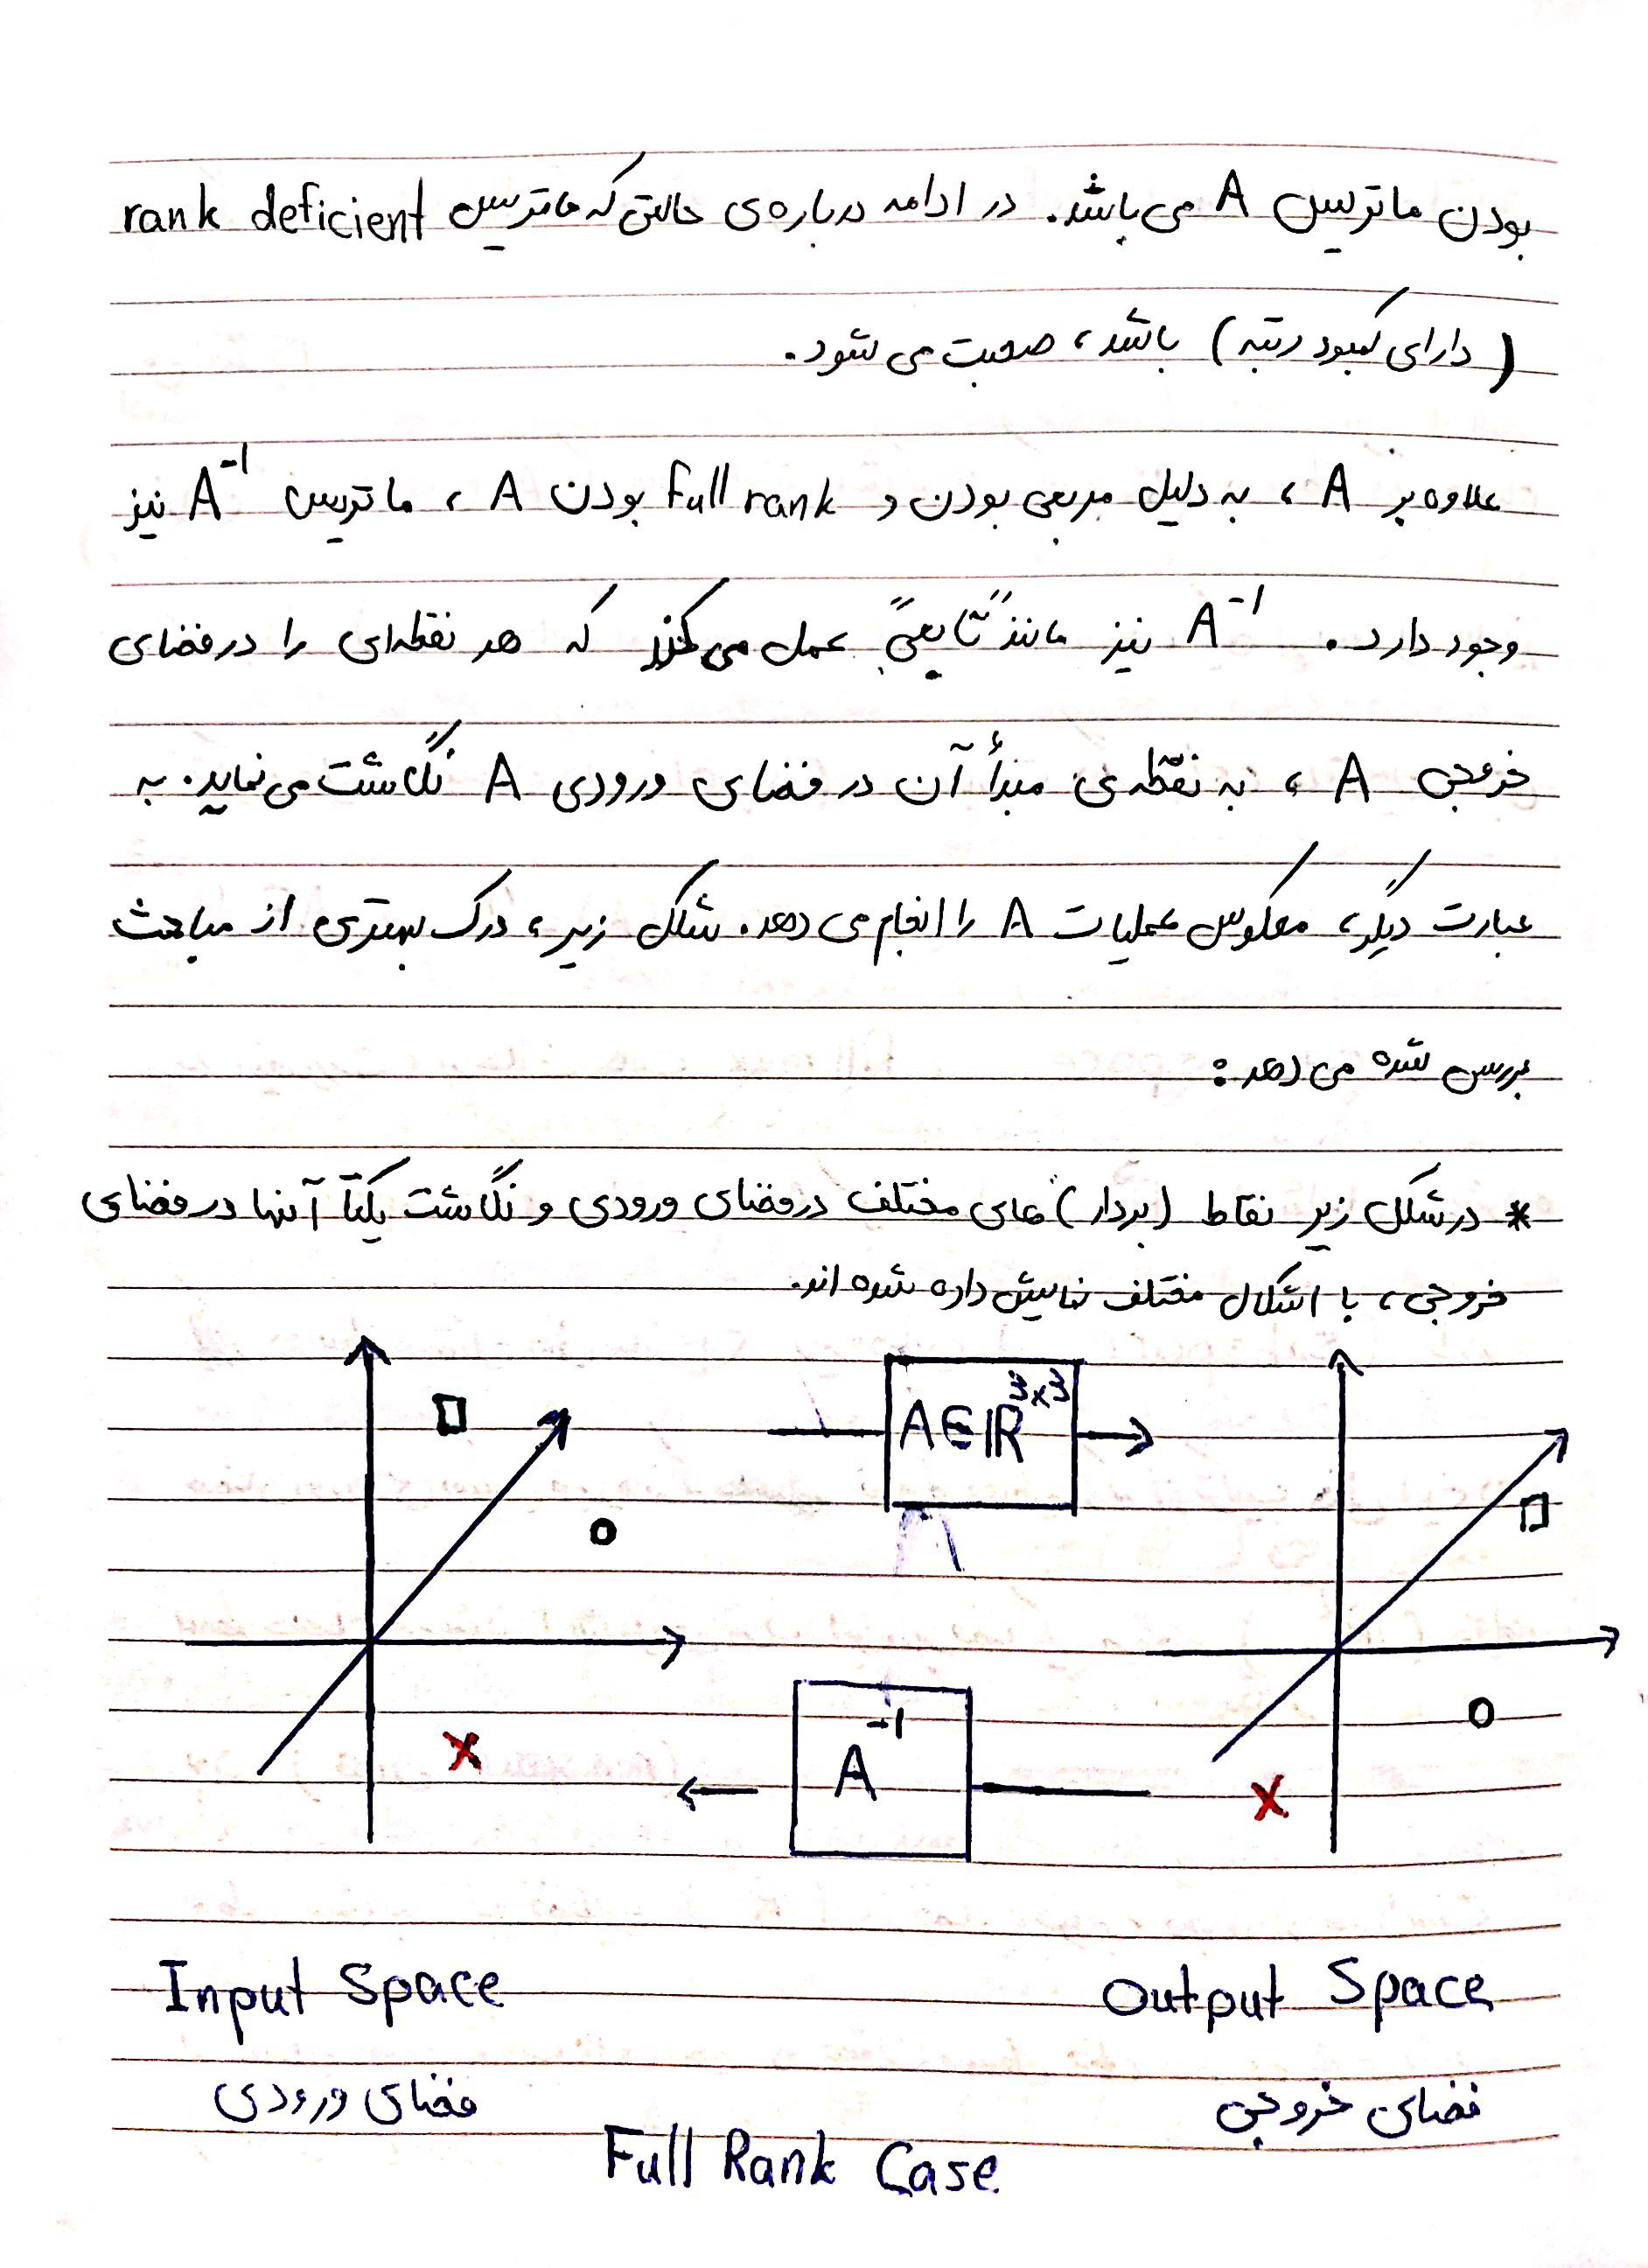 بودن ماتریس A می‌باشد. در ادامه درباره‌ی حالتی که ماتریس rank deficient
(دارای کمبود رتبه) باشد، صحبت می شود.
علاوه بر A ، به دلیل مربعی بودن و Full rank بودن A ، ماتریس A⁻¹ نیز
وجود دارد. A⁻¹ نیز مانند "تابعی" عمل می‌کند که هر نقطه‌ای را در فضای
خروجی A ، به نقطه‌ی مبدأ آن در فضای ورودی A نگاشت می‌نماید. به
عبارت دیگر، معکوس عملیات A را انجام می دهد. شکل زیر، درک بهتری از مباحث
بررسی شده می دهد:
* در شکل زیر نقاط (بردار) های مختلف در فضای ورودی و نگاشت یکتا آنها در فضای
خروجی، با اشکال مختلف نمایش داده شده اند.
A∈ℝ³ˣ³
A⁻¹
Input Space
Output Space
فضای ورودی
فضای خروجی
Full Rank Case